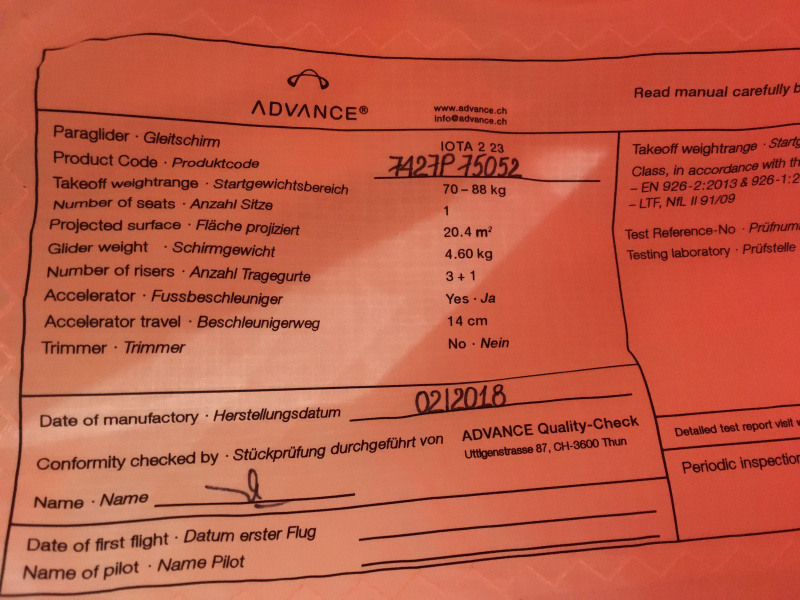 ADVANCE®
www.advance.ch
info@advance.ch
Read manual carefully b
Paraglider · Gleitschirm IOTA 2 23
Product Code · Produktcode 7427P75052
Takeoff weightrange · Startgewichtsbereich 70 – 88 kg
Number of seats · Anzahl Sitze 1
Projected surface · Fläche projiziert 20.4 m²
Glider weight · Schirmgewicht 4.60 kg
Number of risers · Anzahl Tragegurte 3 + 1
Accelerator · Fussbeschleuniger Yes · Ja
Accelerator travel · Beschleunigerweg 14 cm
Trimmer · Trimmer No · Nein
Takeoff weightrange · Startg
Class, in accordance with th
– EN 926-2:2013 & 926-1:2
– LTF, NfL II 91/09
Test Reference-No · Prüfnum
Testing laboratory · Prüfstelle
Date of manufactory · Herstellungsdatum 02|2018
Conformity checked by · Stückprüfung durchgeführt von ADVANCE Quality-Check
Uttigenstrasse 87, CH-3600 Thun
Name · Name
Detailed test report visit w
Periodic inspection
Date of first flight · Datum erster Flug
Name of pilot · Name Pilot